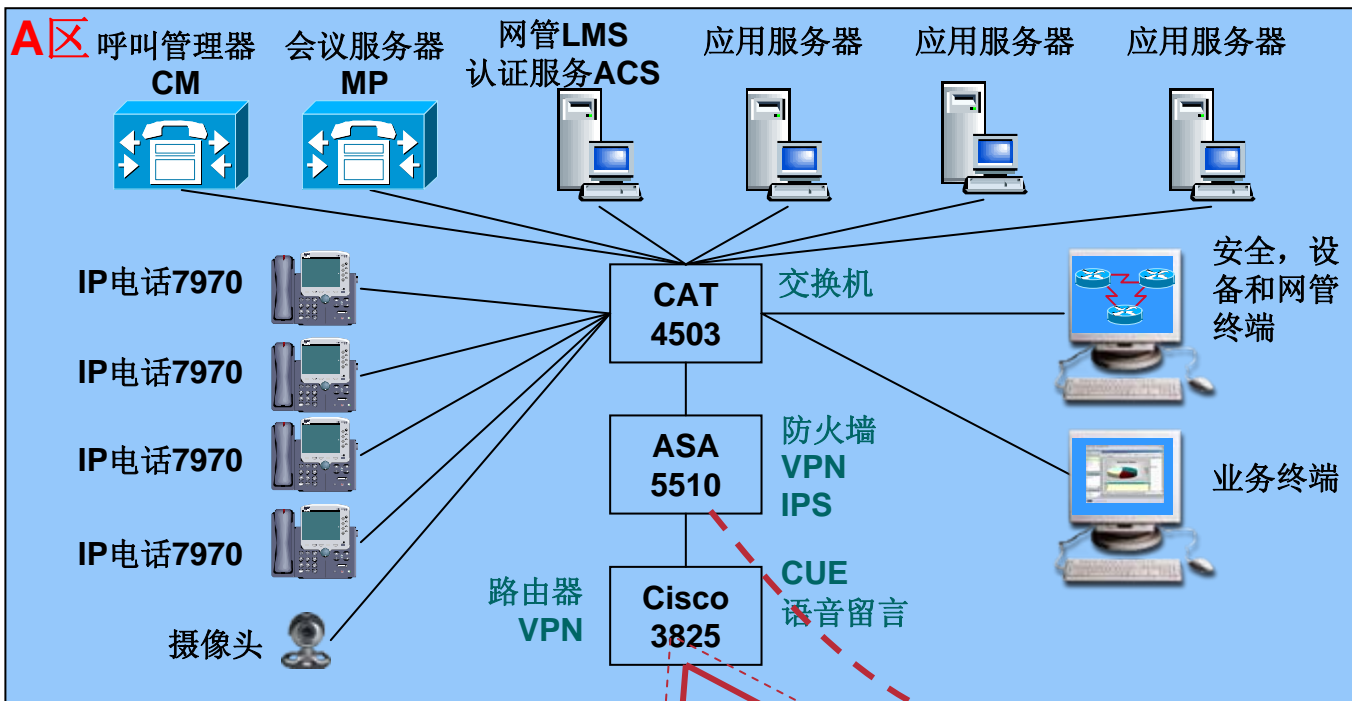 A区
呼叫管理器
CM
会议服务器
MP
网管LMS
认证服务ACS
应用服务器
应用服务器
应用服务器
IP电话7970
IP电话7970
IP电话7970
IP电话7970
摄像头
CAT
4503
交换机
安全，设
备和网管
终端
ASA
5510
防火墙
VPN
IPS
业务终端
路由器
VPN
Cisco
3825
CUE
语音留言